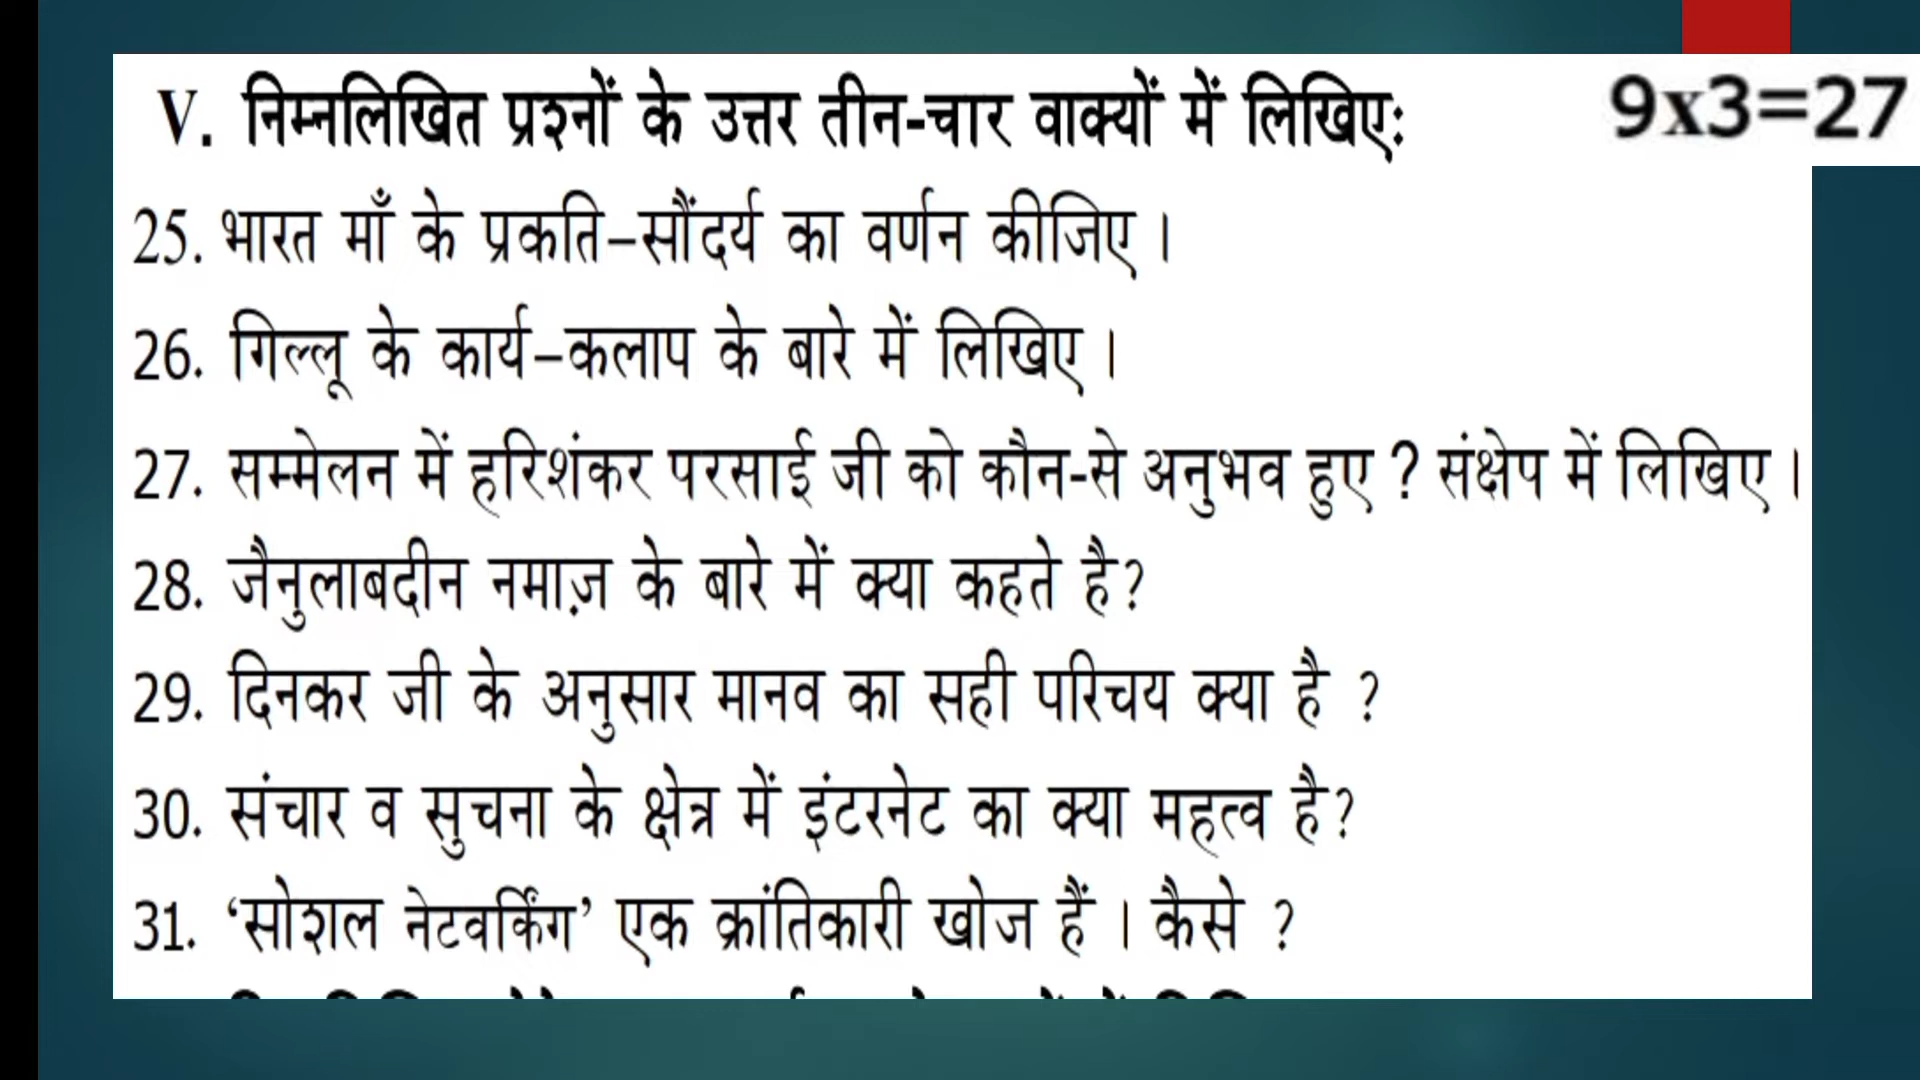 V. निम्नलिखित प्रश्नों के उत्तर तीन-चार वाक्यों में लिखिए: 9x3=27
25. भारत माँ के प्रकति–सौंदर्य का वर्णन कीजिए।
26. गिल्लू के कार्य–कलाप के बारे में लिखिए।
27. सम्मेलन में हरिशंकर परसाई जी को कौन-से अनुभव हुए ? संक्षेप में लिखिए।
28. जैनुलाबदीन नमाज़ के बारे में क्या कहते है?
29. दिनकर जी के अनुसार मानव का सही परिचय क्या है ?
30. संचार व सुचना के क्षेत्र में इंटरनेट का क्या महत्व है?
31. ‘सोशल नेटवर्किंग’ एक क्रांतिकारी खोज हैं । कैसे ?